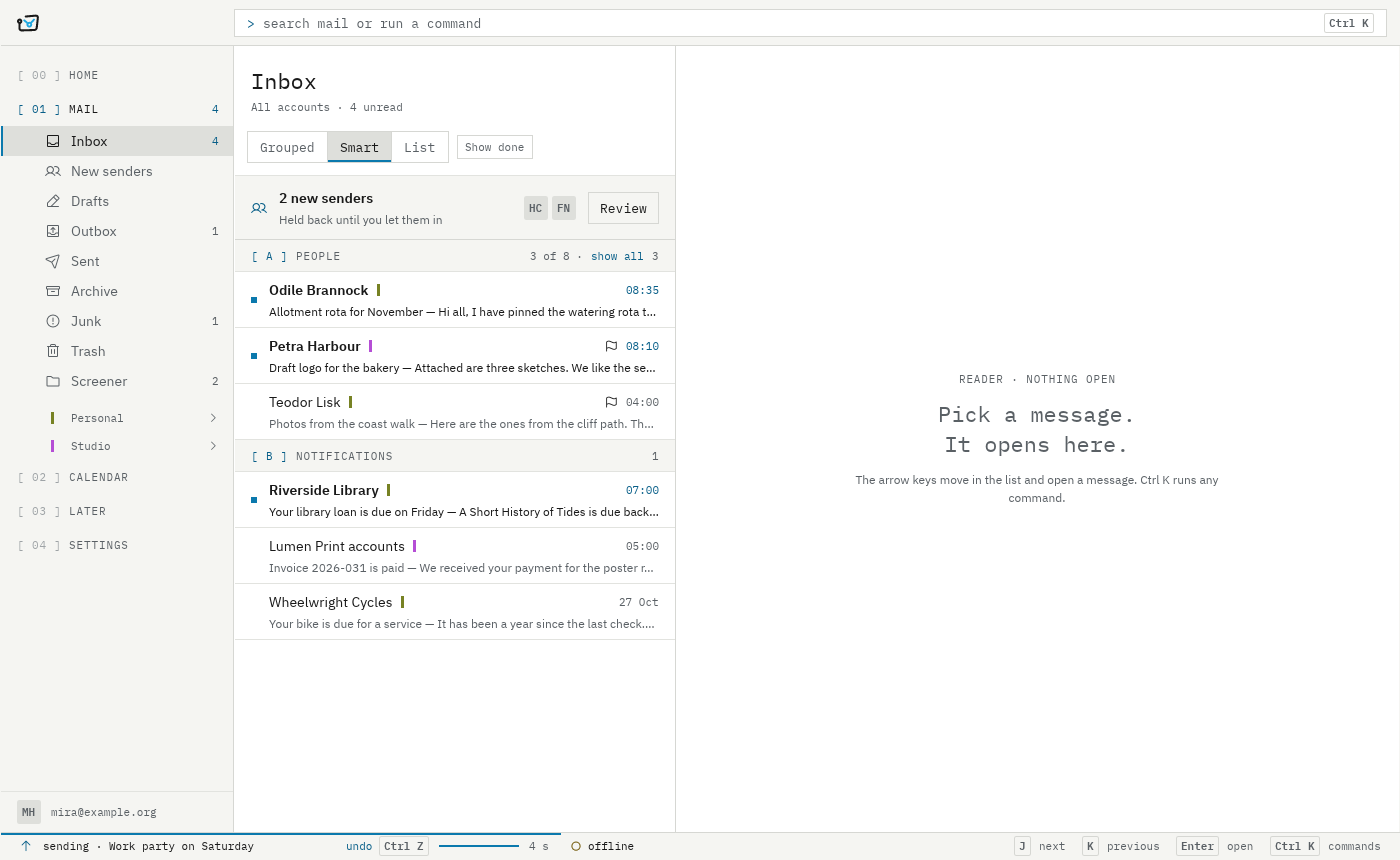 > search mail or run a command Ctrl K
[ 00 ] HOME
[ 01 ] MAIL 4
Inbox 4
New senders
Drafts
Outbox 1
Sent
Archive
Junk 1
Trash
Screener 2
Personal
Studio
[ 02 ] CALENDAR
[ 03 ] LATER
[ 04 ] SETTINGS
MH mira@example.org
Inbox
All accounts · 4 unread
Grouped Smart List Show done
2 new senders
Held back until you let them in
HC FN Review
[ A ] PEOPLE 3 of 8 · show all 3
Odile Brannock 08:35
Allotment rota for November — Hi all, I have pinned the watering rota t…
Petra Harbour 08:10
Draft logo for the bakery — Attached are three sketches. We like the se…
Teodor Lisk 04:00
Photos from the coast walk — Here are the ones from the cliff path. Th…
[ B ] NOTIFICATIONS 1
Riverside Library 07:00
Your library loan is due on Friday — A Short History of Tides is due back…
Lumen Print accounts 05:00
Invoice 2026-031 is paid — We received your payment for the poster r…
Wheelwright Cycles 27 Oct
Your bike is due for a service — It has been a year since the last check.…
READER · NOTHING OPEN
Pick a message.
It opens here.
The arrow keys move in the list and open a message. Ctrl K runs any
command.
sending · Work party on Saturday undo Ctrl Z 4 s offline J next K previous Enter open Ctrl K commands